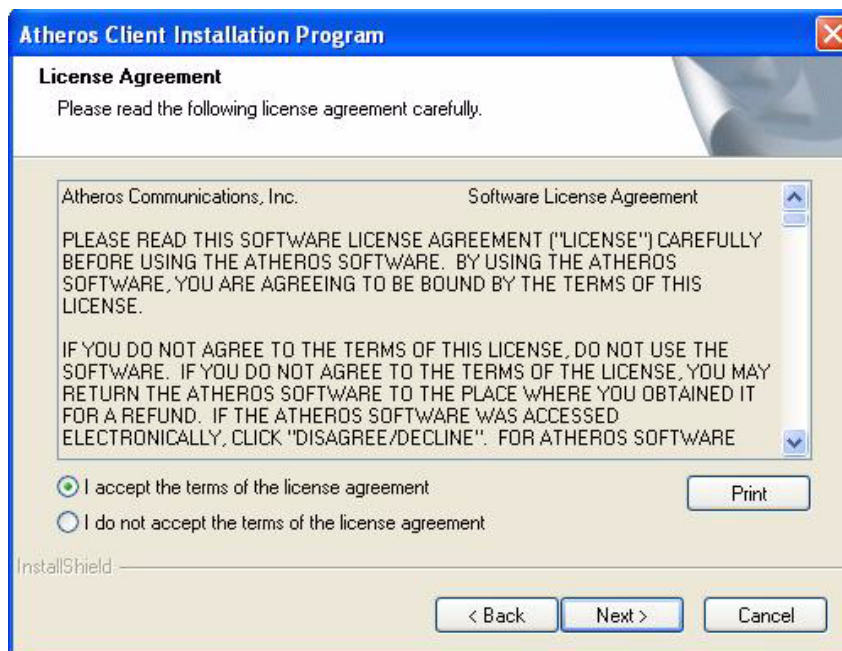 Atheros Client Installation Program
License Agreement
Please read the following license agreement carefully.
Atheros Communications, Inc. Software License Agreement
PLEASE READ THIS SOFTWARE LICENSE AGREEMENT ("LICENSE") CAREFULLY
BEFORE USING THE ATHEROS SOFTWARE. BY USING THE ATHEROS
SOFTWARE, YOU ARE AGREEING TO BE BOUND BY THE TERMS OF THIS
LICENSE.
IF YOU DO NOT AGREE TO THE TERMS OF THIS LICENSE, DO NOT USE THE
SOFTWARE. IF YOU DO NOT AGREE TO THE TERMS OF THE LICENSE, YOU MAY
RETURN THE ATHEROS SOFTWARE TO THE PLACE WHERE YOU OBTAINED IT
FOR A REFUND. IF THE ATHEROS SOFTWARE WAS ACCESSED
ELECTRONICALLY, CLICK "DISAGREE/DECLINE". FOR ATHEROS SOFTWARE
I accept the terms of the license agreement
Print
I do not accept the terms of the license agreement
InstallShield
< Back Next > Cancel